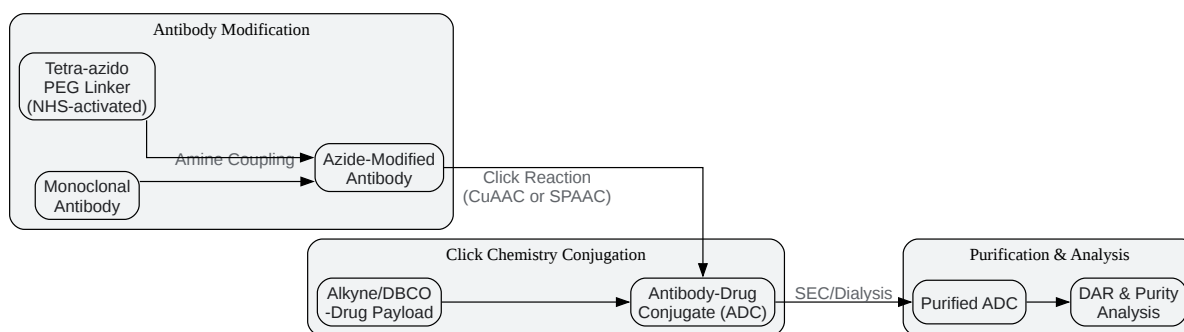 Antibody Modification
Tetra-azido
PEG Linker
(NHS-activated)
Amine Coupling
Monoclonal
Antibody
Azide-Modified
Antibody
Click Reaction
(CuAAC or SPAAC)
Click Chemistry Conjugation
Alkyne/DBCO
-Drug Payload
Antibody-Drug
Conjugate (ADC)
SEC/Dialysis
Purification & Analysis
Purified ADC
DAR & Purity
Analysis